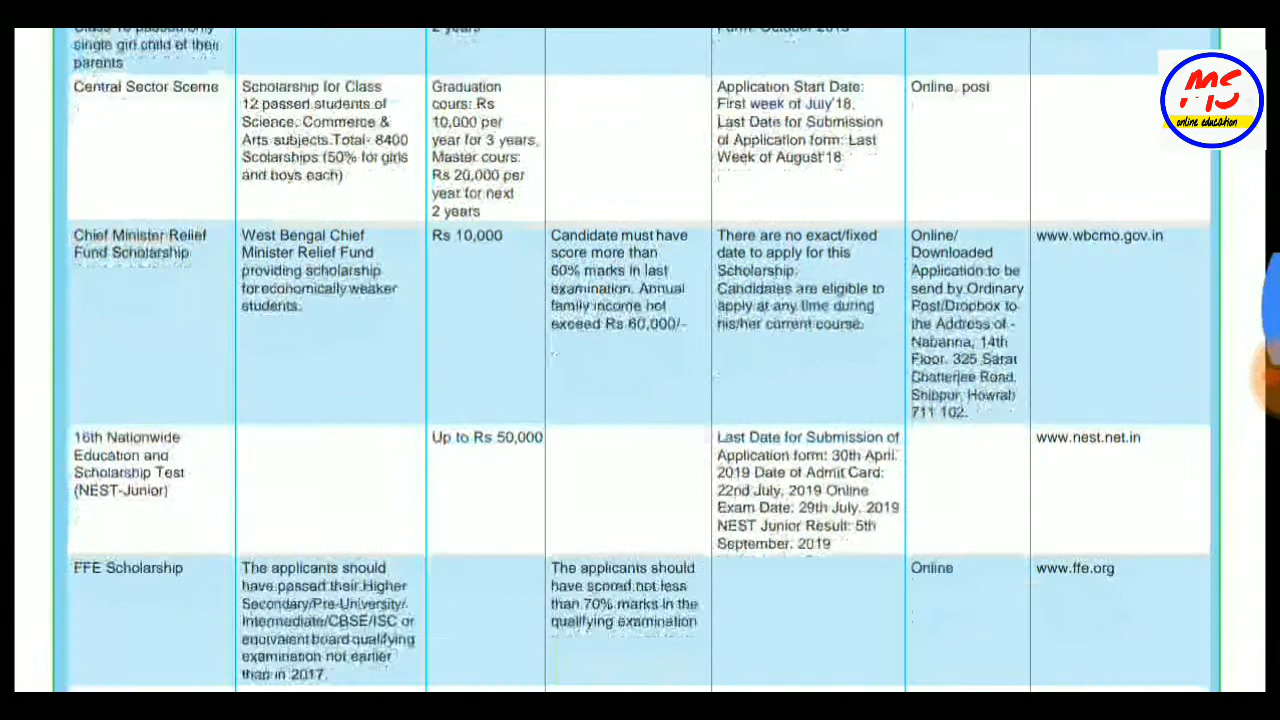 single girl child of their
parents
Central Sector Sceme
Scholarship for Class
12 passed students of
Science, Commerce &
Arts subjects.Total- 8400
Scolarships (50% for girls
and boys each)
Graduation
cours: Rs
10,000 per
year for 3 years,
Master cours:
Rs 20,000 per
year for next
2 years
Application Start Date:
First week of July'18,
Last Date for Submission
of Application form: Last
Week of August'18
Online, post
Chief Minister Relief
Fund Scholarship
West Bengal Chief
Minister Relief Fund
providing scholarship
for economically weaker
students.
Rs 10,000
Candidate must have
score more than
60% marks in last
examination. Annual
family income not
exceed Rs 60,000/-
There are no exact/fixed
date to apply for this
Scholarship.
Candidates are eligible to
apply at any time during
his/her current course.
Online/
Downloaded
Application to be
send by Ordinary
Post/Dropbox to
the Address of -
Nabanna, 14th
Floor, 325 Sarat
Chatterjee Road,
Shibpur, Howrah
711 102.
www.wbcmo.gov.in
16th Nationwide
Education and
Scholarship Test
(NEST-Junior)
Up to Rs 50,000
Last Date for Submission of
Application form: 30th April,
2019 Date of Admit Card:
22nd July, 2019 Online
Exam Date: 29th July, 2019
NEST Junior Result: 5th
September, 2019
www.nest.net.in
FFE Scholarship
The applicants should
have passed their Higher
Secondary/Pre-University/
Intermediate/CBSE/ISC or
equivalent board qualifying
examination not earlier
than in 2017.
The applicants should
have scored not less
than 70% marks in the
qualifying examination
Online
www.ffe.org
online education